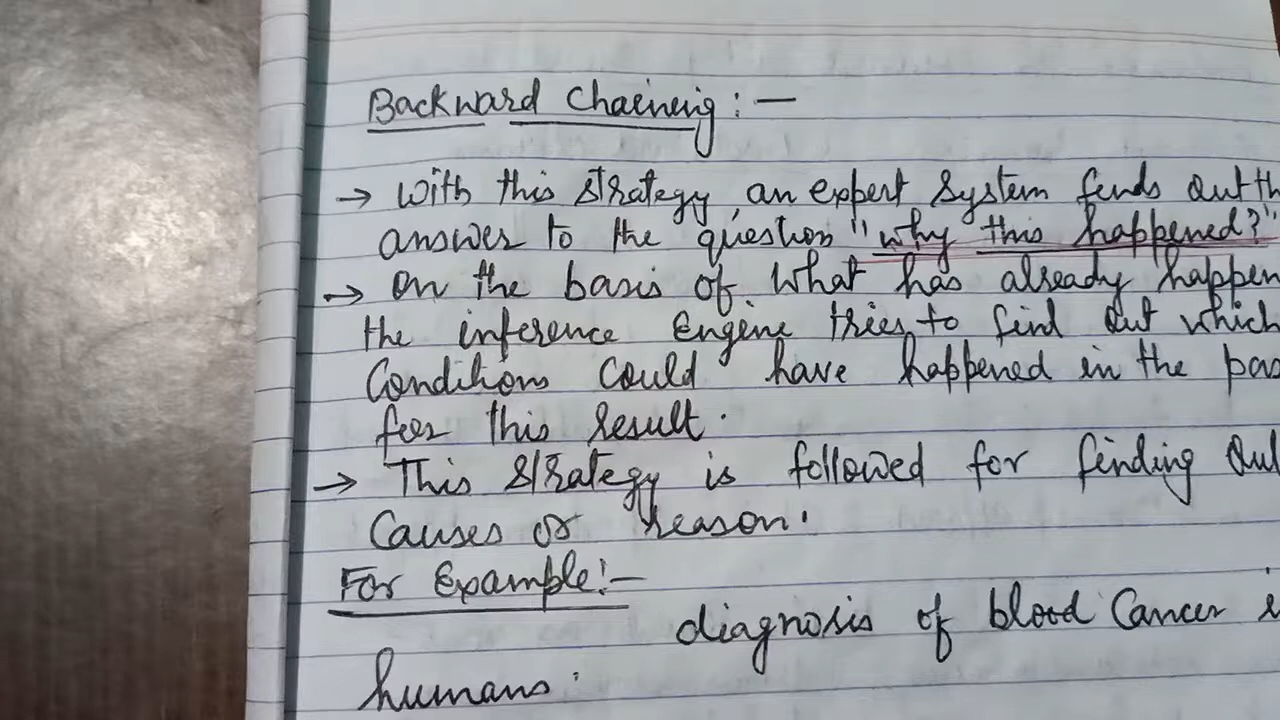 Backward Chaining : —
→ With this strategy, an expert system finds out th
answer to the question "why this happened?"
→ On the basis of what has already happen
the inference Engine tries to find out which
Conditions could have happened in the pas
for this result.
→ This strategy is followed for finding out
Causes or reason.
For Example:—
diagnosis of blood Cancer i
humans.